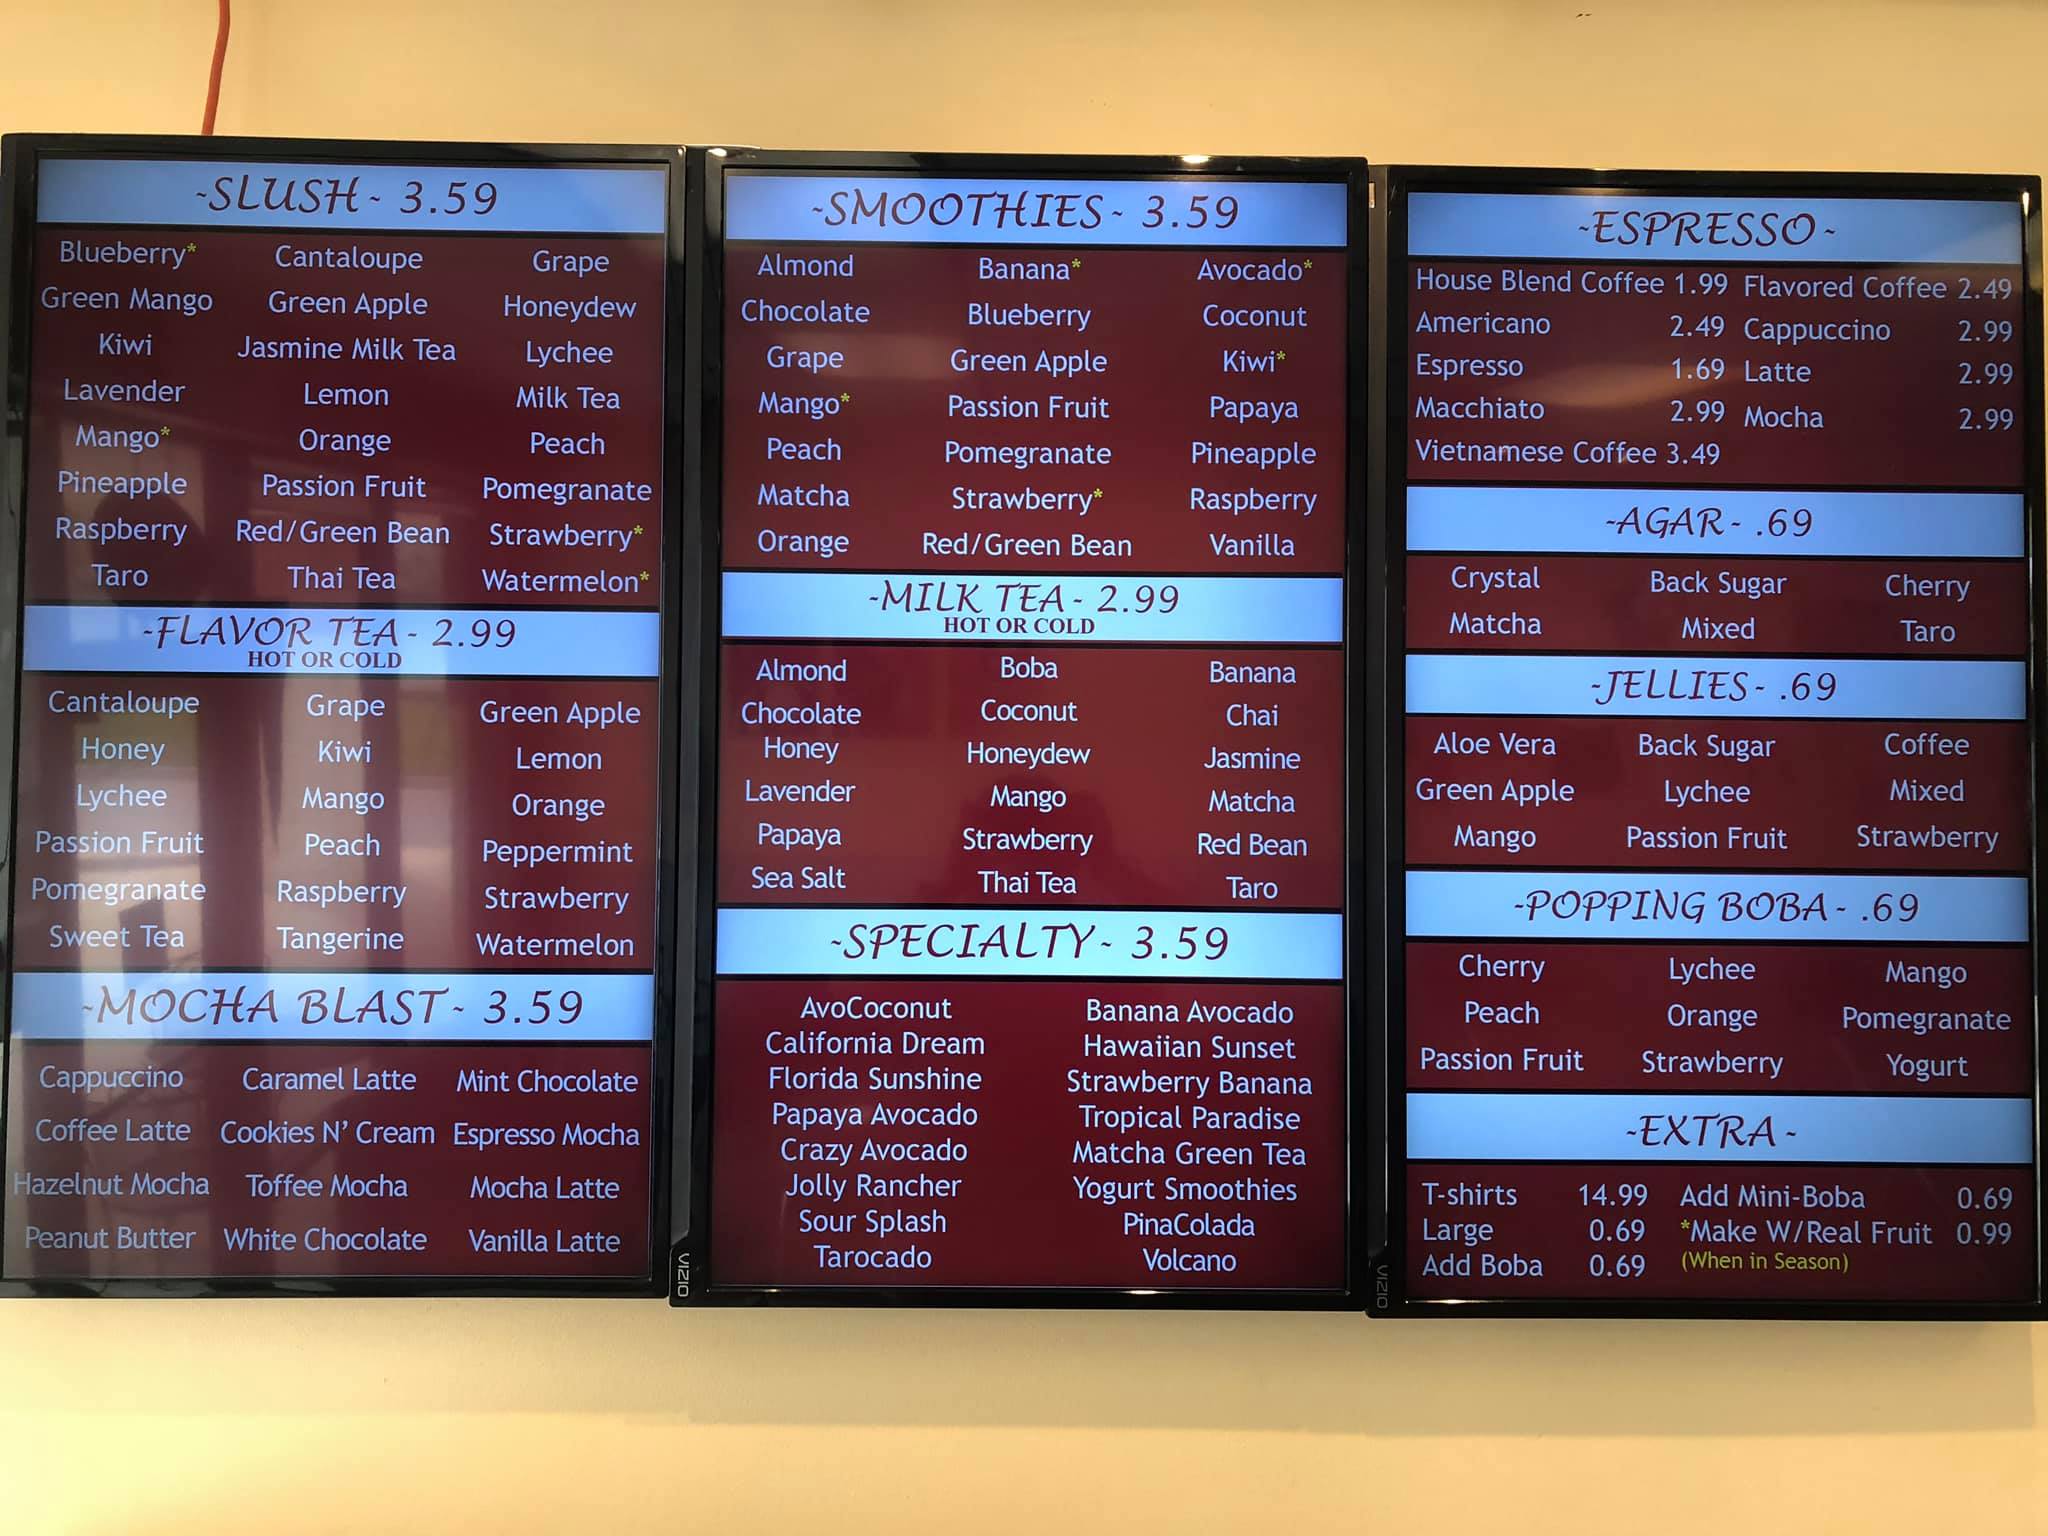 ~SLUSH~ 3.59
Blueberry* Cantaloupe Grape
Green Mango Green Apple Honeydew
Kiwi Jasmine Milk Tea Lychee
Lavender Lemon Milk Tea
Mango* Orange Peach
Pineapple Passion Fruit Pomegranate
Raspberry Red/Green Bean Strawberry*
Taro Thai Tea Watermelon*
~FLAVOR TEA~ 2.99
HOT OR COLD
Cantaloupe Grape Green Apple
Honey Kiwi Lemon
Lychee Mango Orange
Passion Fruit Peach Peppermint
Pomegranate Raspberry Strawberry
Sweet Tea Tangerine Watermelon
~MOCHA BLAST~ 3.59
Cappuccino Caramel Latte Mint Chocolate
Coffee Latte Cookies N' Cream Espresso Mocha
Hazelnut Mocha Toffee Mocha Mocha Latte
Peanut Butter White Chocolate Vanilla Latte
VIZIO
~SMOOTHIES~ 3.59
Almond Banana* Avocado*
Chocolate Blueberry Coconut
Grape Green Apple Kiwi*
Mango* Passion Fruit Papaya
Peach Pomegranate Pineapple
Matcha Strawberry* Raspberry
Orange Red/Green Bean Vanilla
~MILK TEA~ 2.99
HOT OR COLD
Almond Boba Banana
Chocolate Coconut Chai
Honey Honeydew Jasmine
Lavender Mango Matcha
Papaya Strawberry Red Bean
Sea Salt Thai Tea Taro
~SPECIALTY~ 3.59
AvoCoconut Banana Avocado
California Dream Hawaiian Sunset
Florida Sunshine Strawberry Banana
Papaya Avocado Tropical Paradise
Crazy Avocado Matcha Green Tea
Jolly Rancher Yogurt Smoothies
Sour Splash PinaColada
Tarocado Volcano
VIZIO
~ESPRESSO~
House Blend Coffee 1.99 Flavored Coffee 2.49
Americano 2.49 Cappuccino 2.99
Espresso 1.69 Latte 2.99
Macchiato 2.99 Mocha 2.99
Vietnamese Coffee 3.49
~AGAR~ .69
Crystal Back Sugar Cherry
Matcha Mixed Taro
~JELLIES~ .69
Aloe Vera Back Sugar Coffee
Green Apple Lychee Mixed
Mango Passion Fruit Strawberry
~POPPING BOBA~ .69
Cherry Lychee Mango
Peach Orange Pomegranate
Passion Fruit Strawberry Yogurt
~EXTRA~
T-shirts 14.99 Add Mini-Boba 0.69
Large 0.69 *Make W/Real Fruit 0.99
Add Boba 0.69 (When in Season)